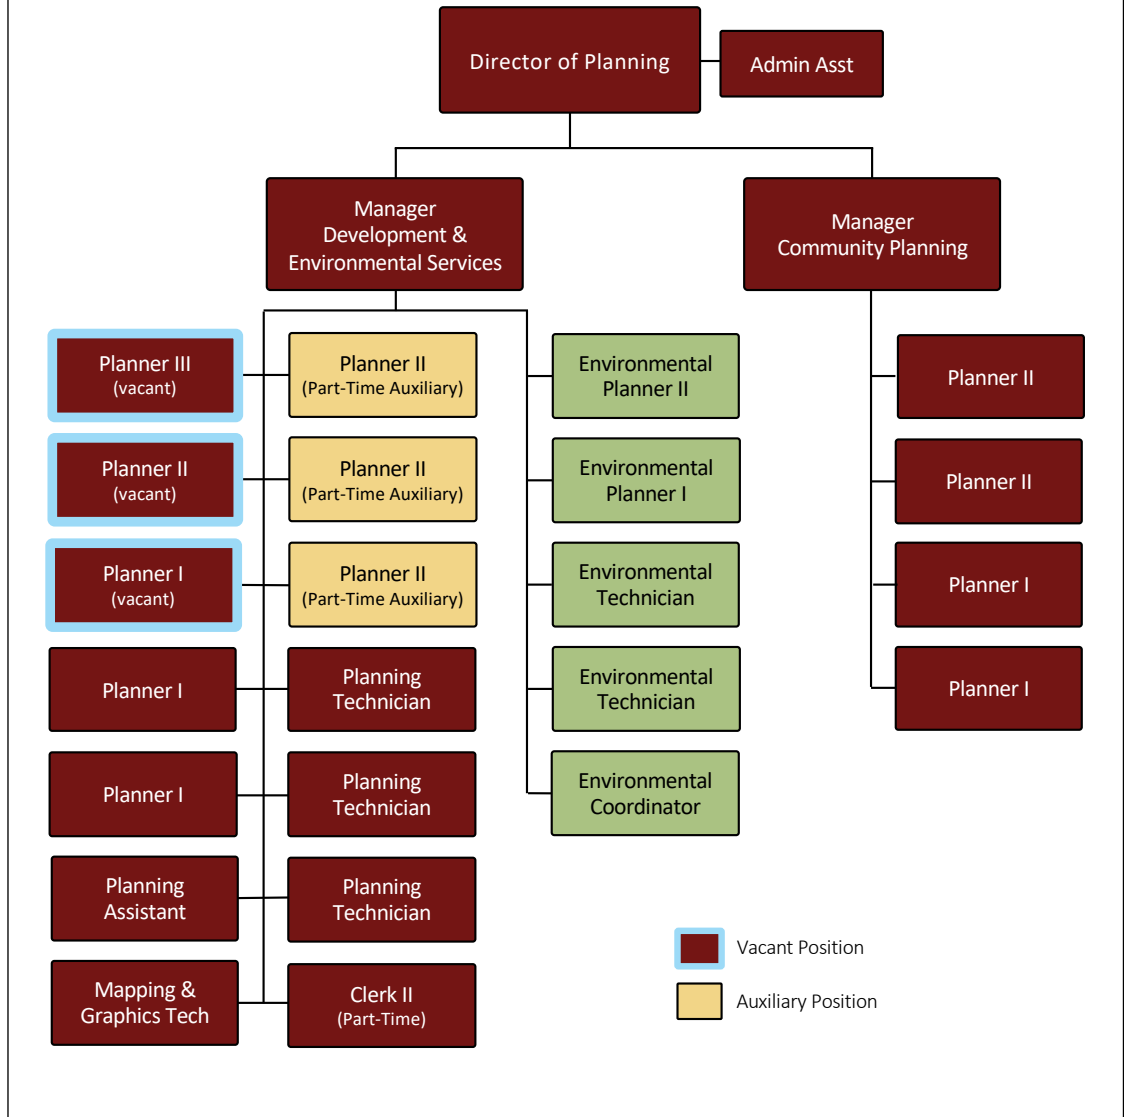 Director of Planning
Admin Asst
Manager
Development &
Environmental Services
Manager
Community Planning
Planner III
(vacant)
Planner II
(Part-Time Auxiliary)
Environmental
Planner II
Planner II
Planner II
(vacant)
Planner II
(Part-Time Auxiliary)
Environmental
Planner I
Planner II
Planner I
(vacant)
Planner II
(Part-Time Auxiliary)
Environmental
Technician
Planner I
Planner I
Planning
Technician
Environmental
Technician
Planner I
Planner I
Planning
Technician
Environmental
Coordinator
Planning
Assistant
Planning
Technician
Mapping &
Graphics Tech
Clerk II
(Part-Time)
Vacant Position
Auxiliary Position